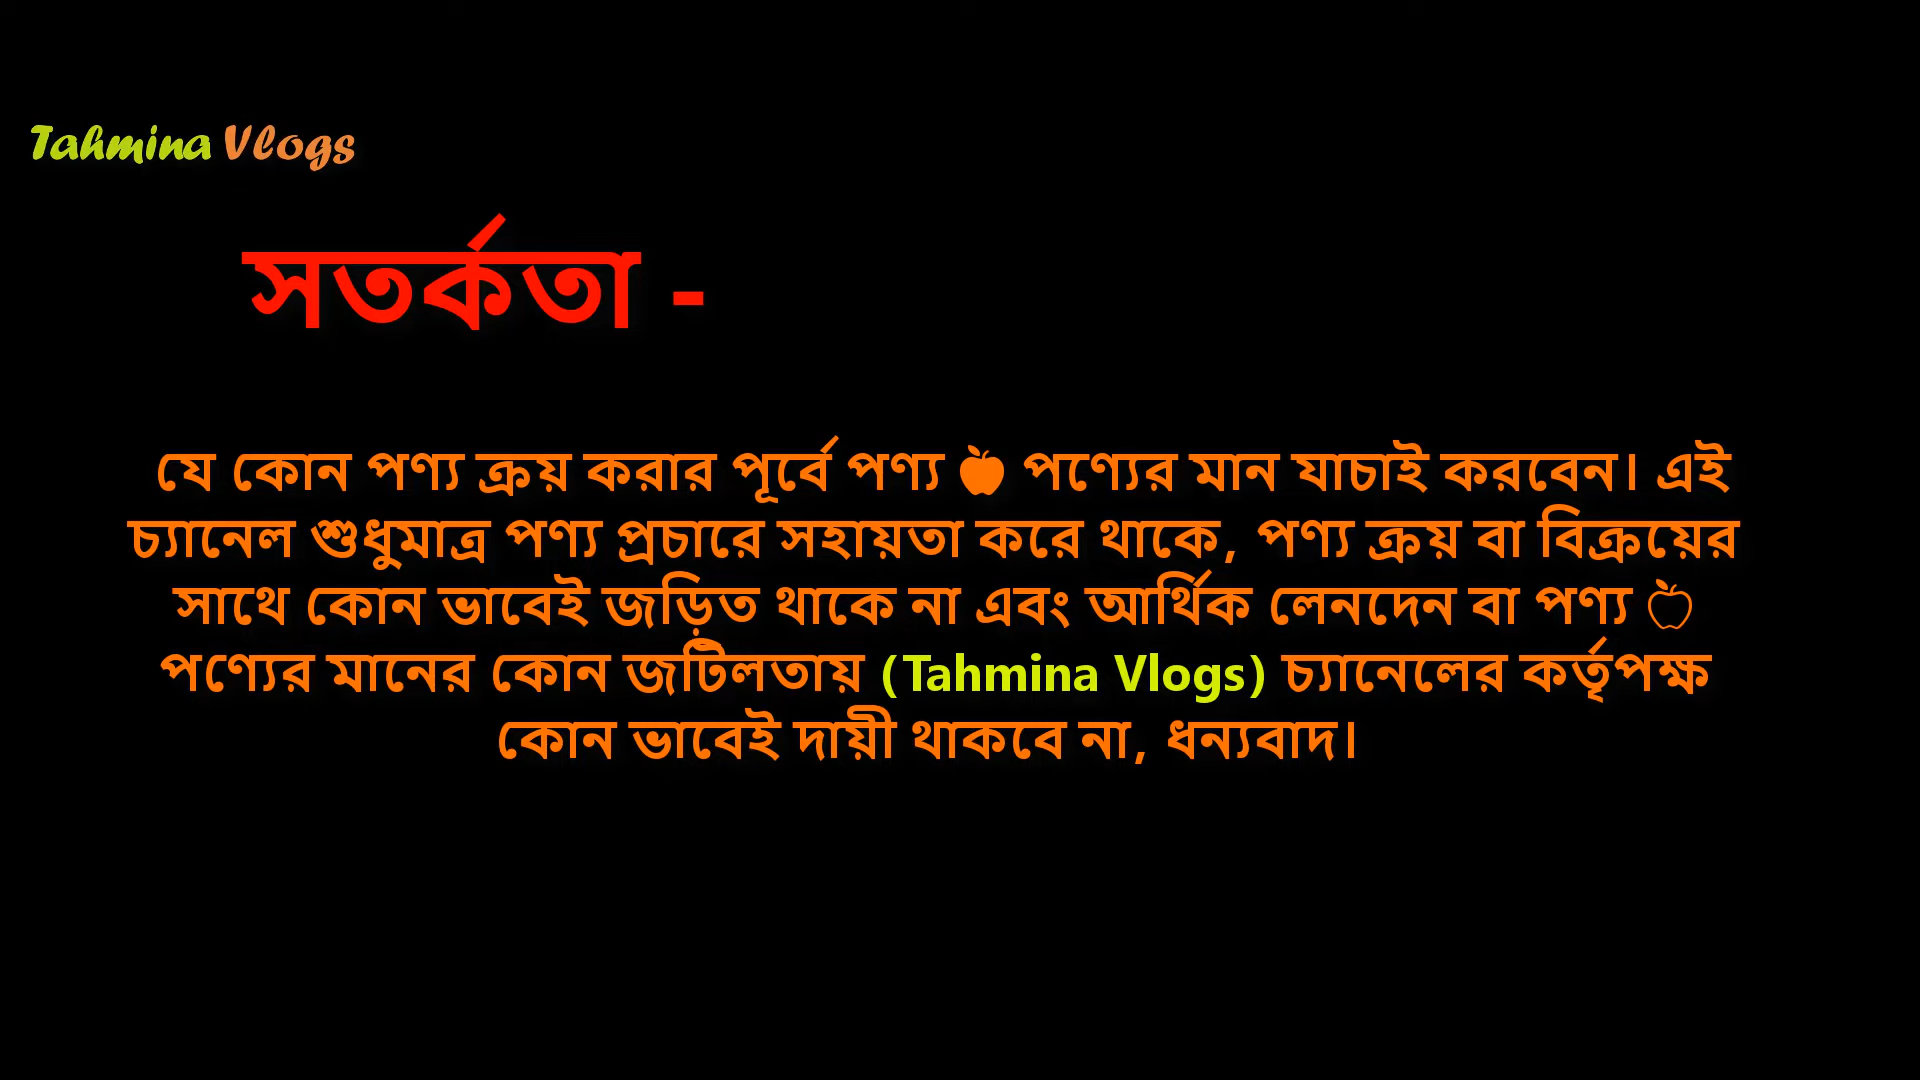 Tahmina Vlogs
সতর্কতা -
যে কোন পণ্য ক্রয় করার পূর্বে পণ্য 🍎 পণ্যের মান যাচাই করবেন। এই
চ্যানেল শুধুমাত্র পণ্য প্রচারে সহায়তা করে থাকে, পণ্য ক্রয় বা বিক্রয়ের
সাথে কোন ভাবেই জড়িত থাকে না এবং আর্থিক লেনদেন বা পণ্য 🍎
পণ্যের মানের কোন জটিলতায় (Tahmina Vlogs) চ্যানেলের কর্তৃপক্ষ
কোন ভাবেই দায়ী থাকবে না, ধন্যবাদ।